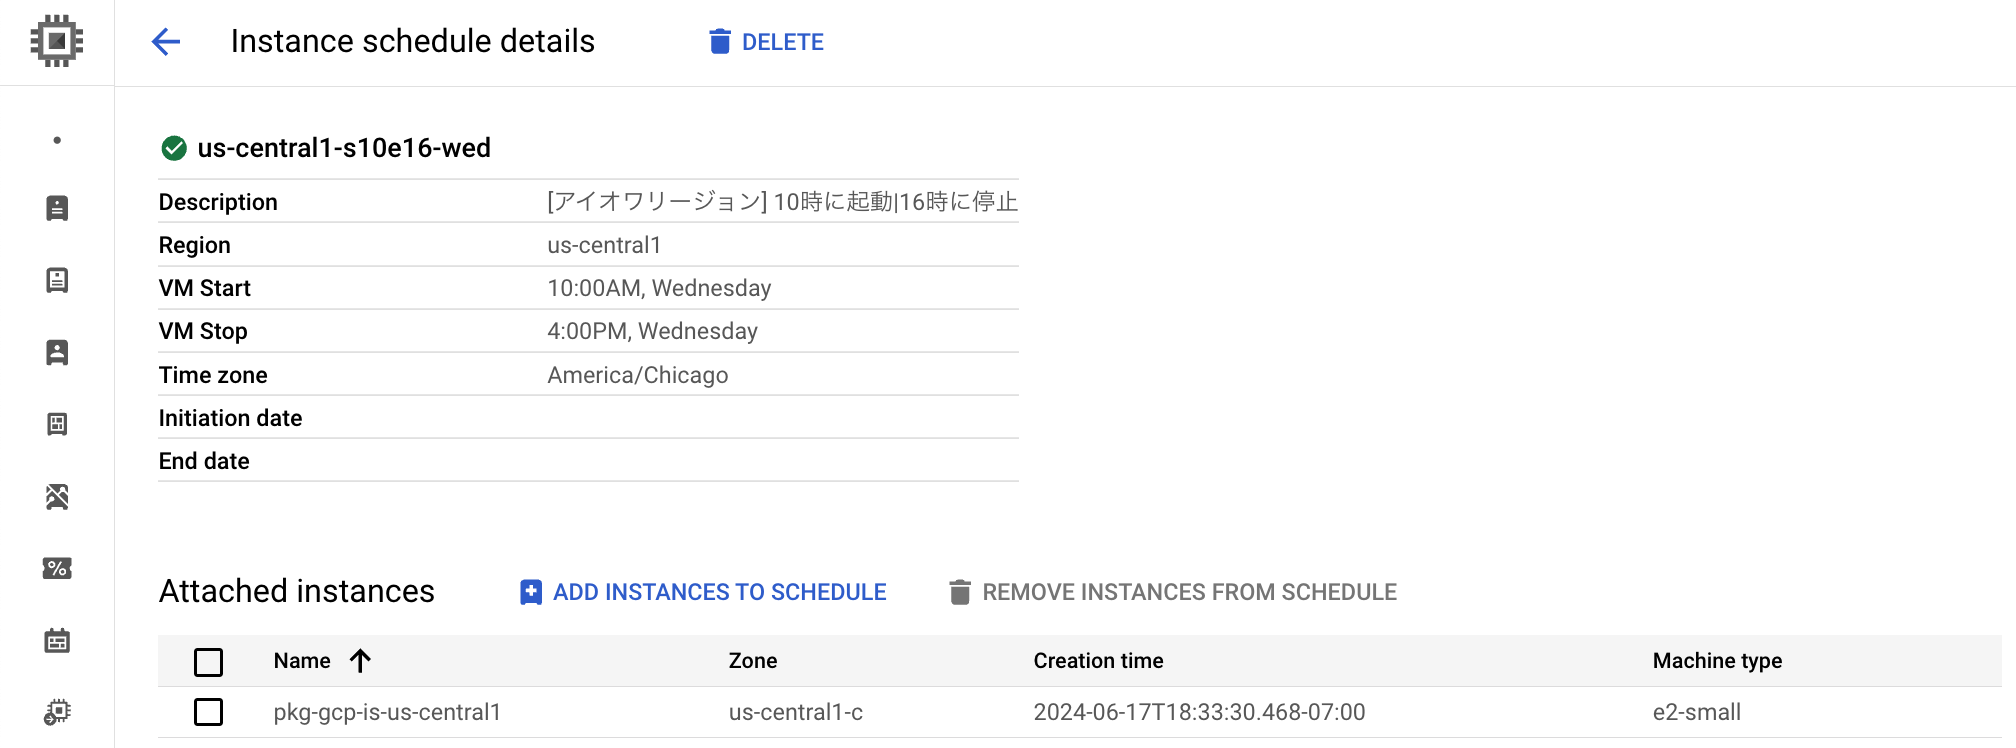 Instance schedule details DELETE
us-central1-s10e16-wed
Description [アイオワリージョン] 10時に起動|16時に停止
Region us-central1
VM Start 10:00AM, Wednesday
VM Stop 4:00PM, Wednesday
Time zone America/Chicago
Initiation date
End date
Attached instances ADD INSTANCES TO SCHEDULE REMOVE INSTANCES FROM SCHEDULE
Name Zone Creation time Machine type
pkg-gcp-is-us-central1 us-central1-c 2024-06-17T18:33:30.468-07:00 e2-small